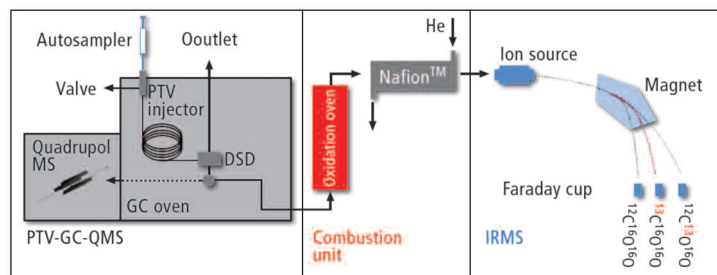 Autosampler
Ooutlet
Valve
PTV
injector
Quadrupol
MS
DSD
GC oven
PTV-GC-QMS
Oxidation oven
Combustion
unit
He
Nafion™
Ion source
Magnet
Faraday cup
12C16O16O
13C16O16O
12C13O16O
IRMS